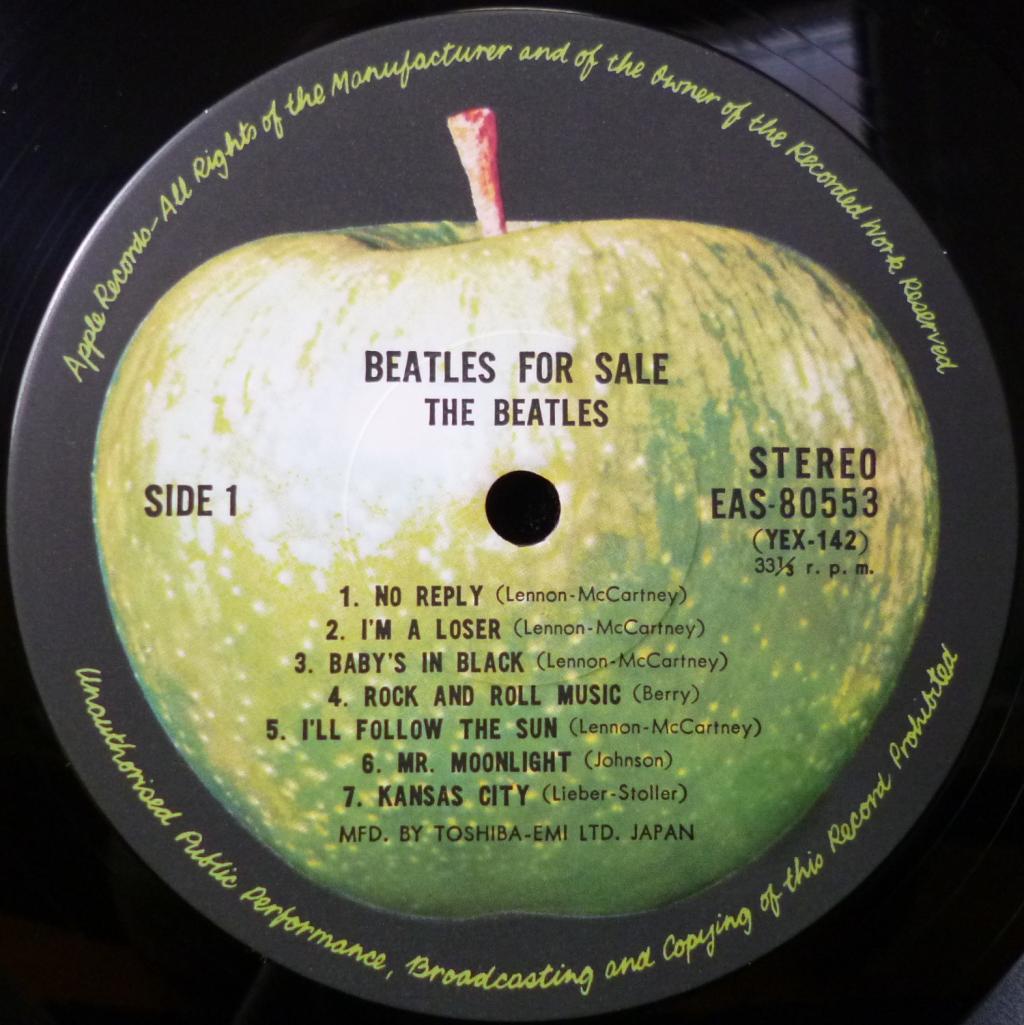 Apple Records-All Rights of the Manufacturer and of the Owner of the Recorded Work Reserved
BEATLES FOR SALE
THE BEATLES
SIDE 1
STEREO
EAS-80553
(YEX-142)
33⅓ r. p. m.
1. NO REPLY (Lennon-McCartney)
2. I'M A LOSER (Lennon-McCartney)
3. BABY'S IN BLACK (Lennon-McCartney)
4. ROCK AND ROLL MUSIC (Berry)
5. I'LL FOLLOW THE SUN (Lennon-McCartney)
6. MR. MOONLIGHT (Johnson)
7. KANSAS CITY (Lieber-Stoller)
MFD. BY TOSHIBA-EMI LTD. JAPAN
Unauthorised Public Performance, Broadcasting and Copying of this Record Prohibited